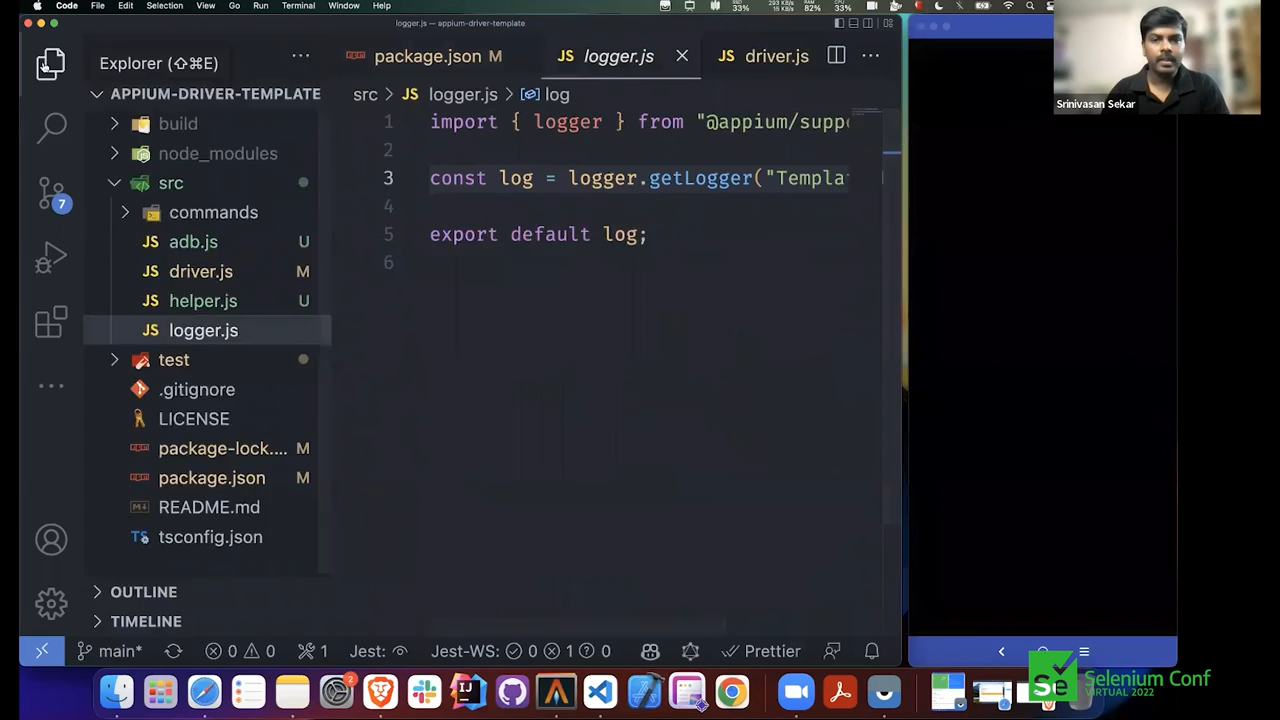 Code File Edit Selection View Go Run Terminal Window Help
logger.js — appium-driver-template
Explorer (⇧⌘E)
package.json M
JS logger.js
JS driver.js
APPIUM-DRIVER-TEMPLATE
src > JS logger.js > log
build
node_modules
src
commands
JS adb.js U
JS driver.js M
JS helper.js U
JS logger.js
test
.gitignore
LICENSE
package-lock.... M
package.json M
README.md
TS tsconfig.json
OUTLINE
TIMELINE
7
1 import { logger } from "@appium/suppo
2
3 const log = logger.getLogger("Templa
4
5 export default log;
6
main* 0 0 1 Jest: Jest-WS: 0 1 0 Prettier
Srinivasan Sekar
2
Se
Selenium Conf
VIRTUAL 2022